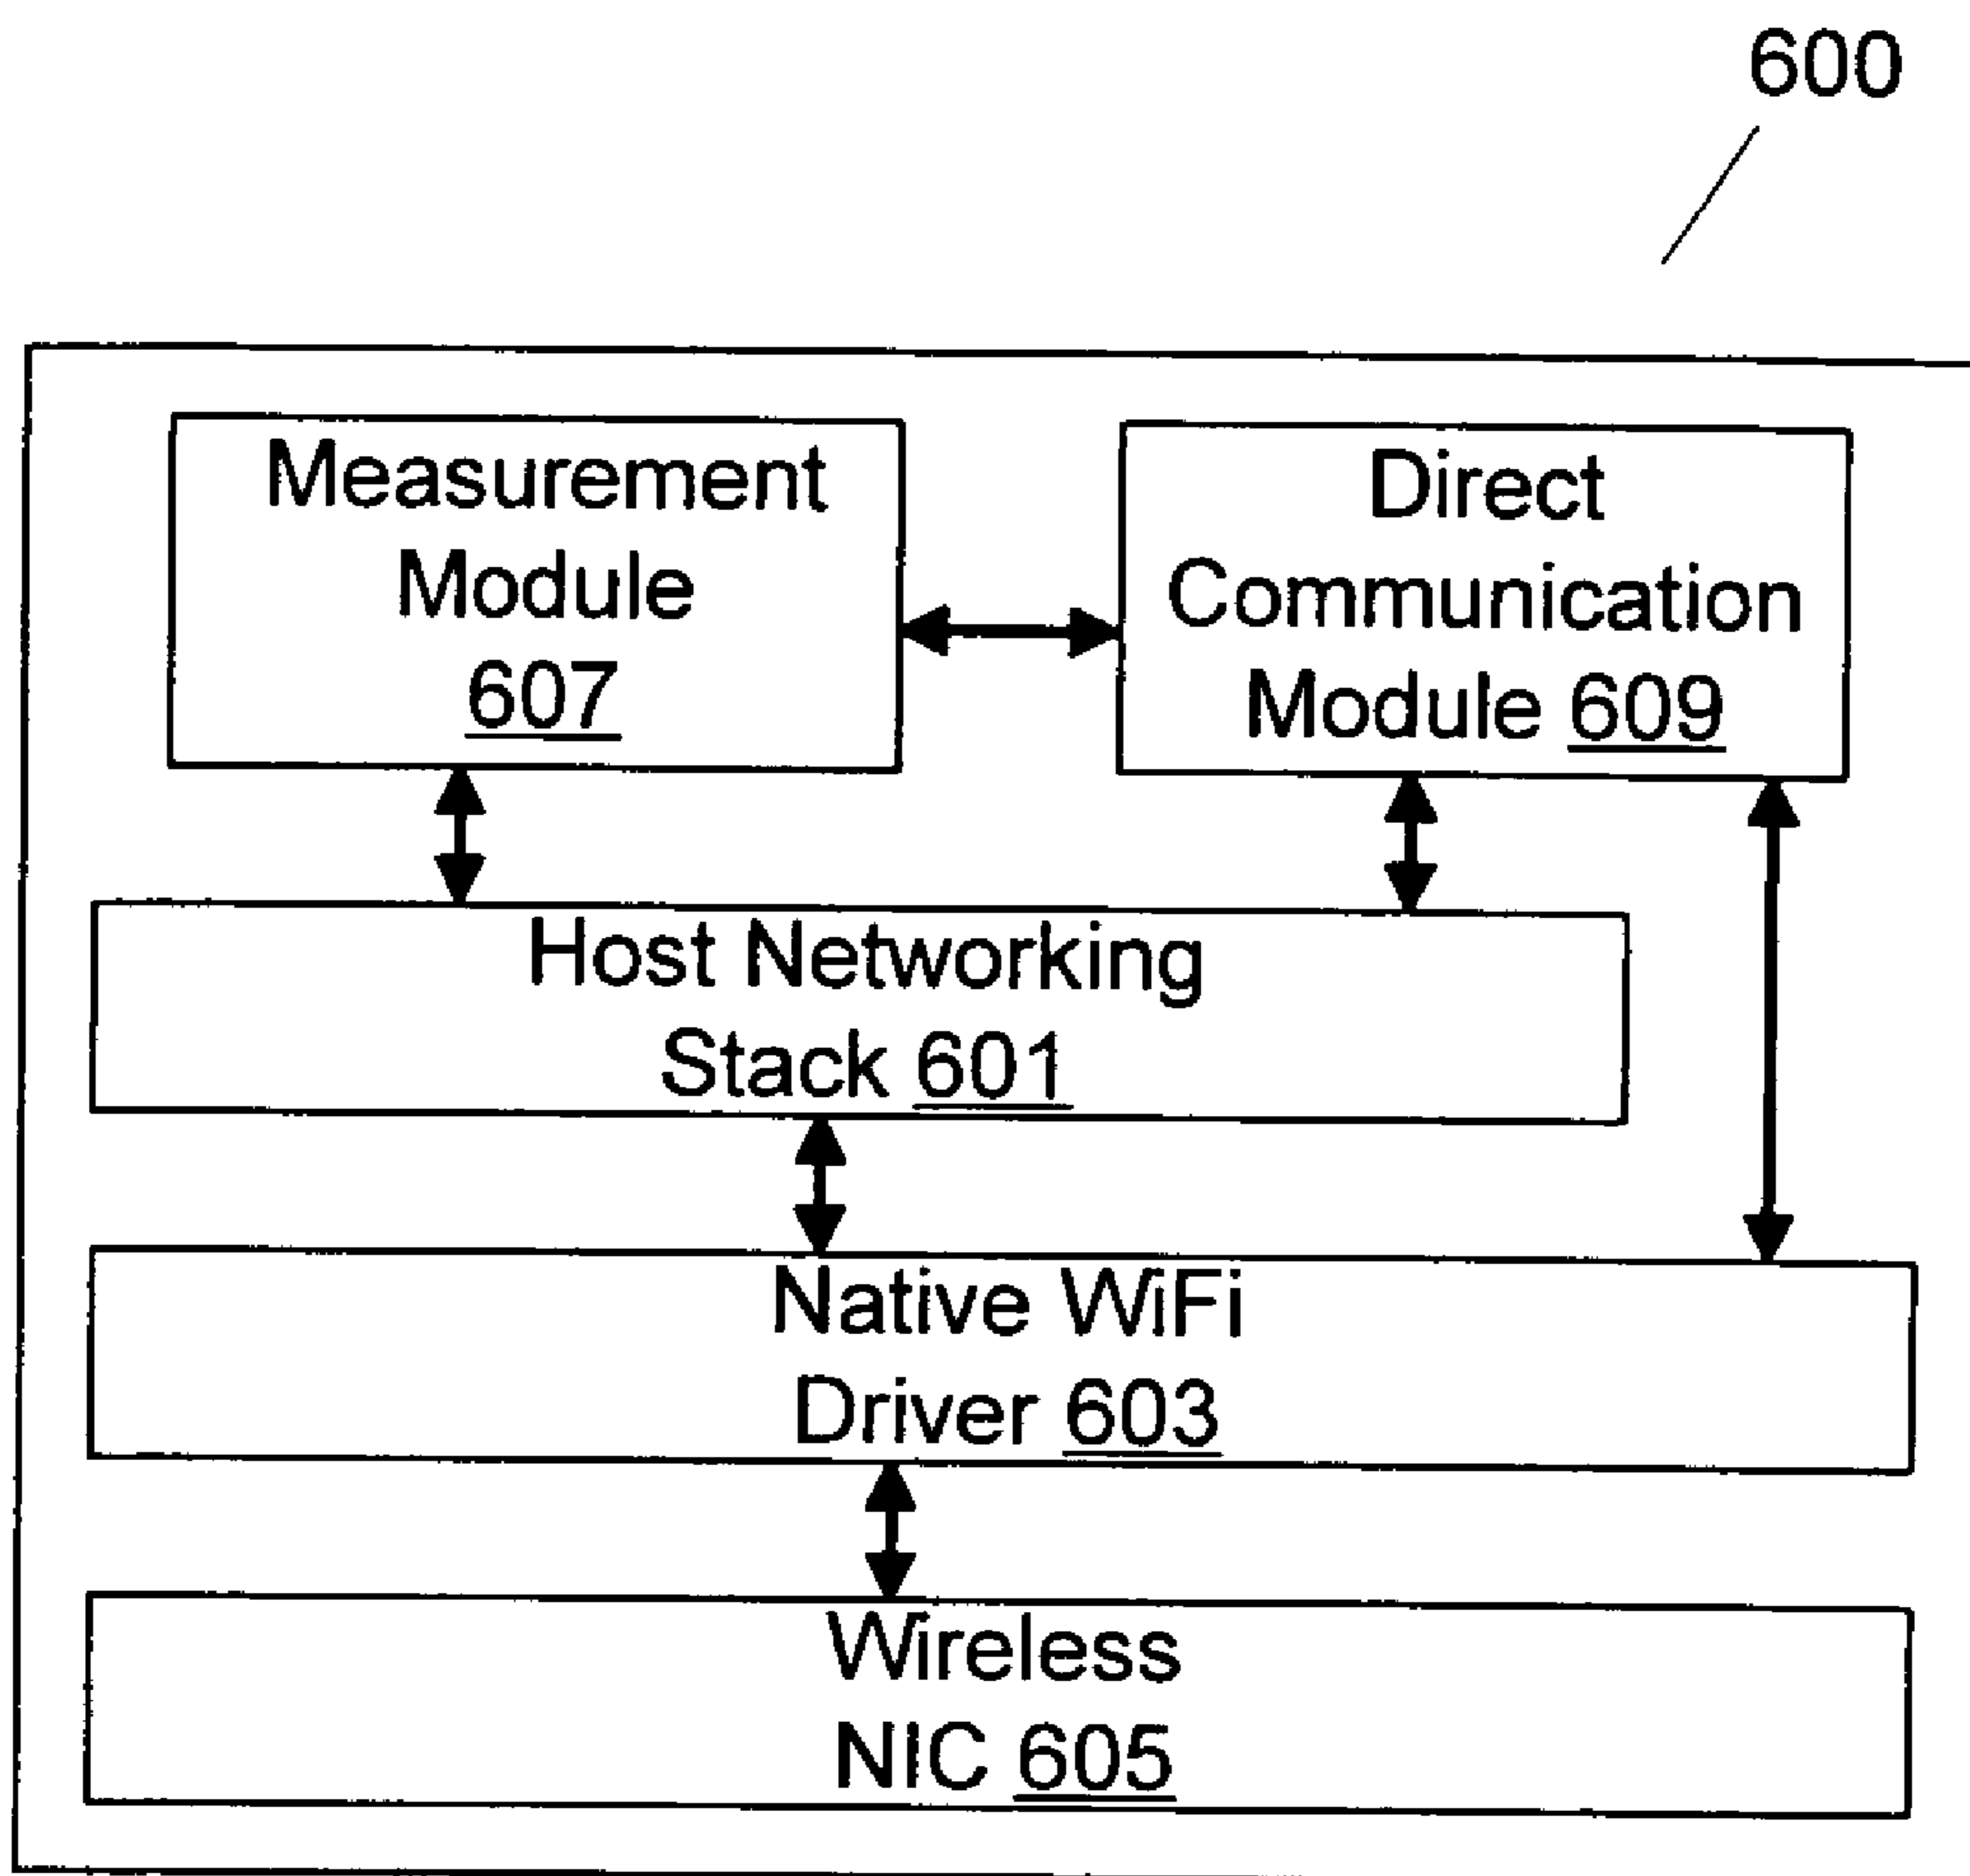 600
Measurement
Module
607
Direct
Communication
Module 609
Host Networking
Stack 601
Native WiFi
Driver 603
Wireless
NIC 605